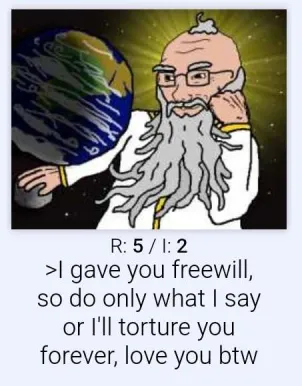 R: 5 / I: 2
>I gave you freewill,
so do only what I say
or I'll torture you
forever, love you btw